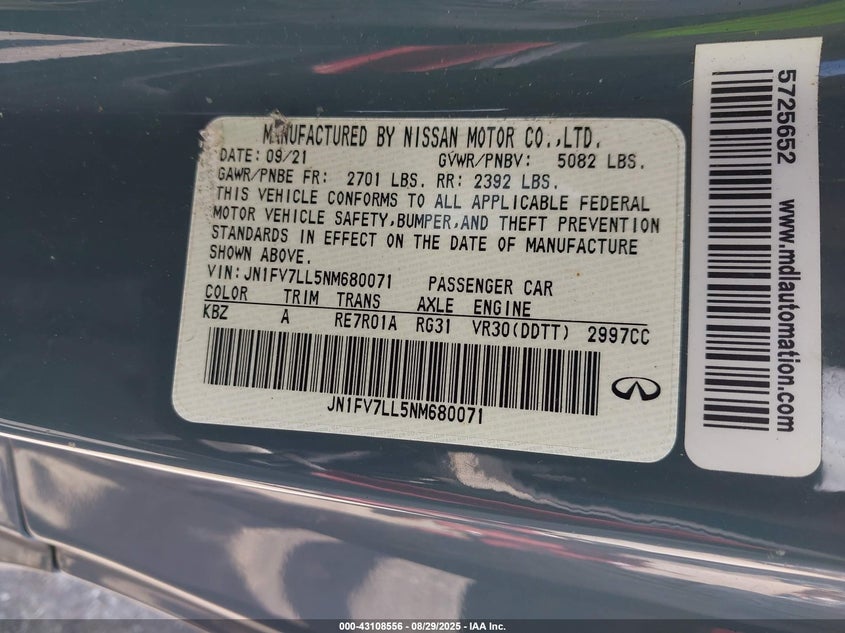 MANUFACTURED BY NISSAN MOTOR CO.,LTD.
DATE: 09/21 GVWR/PNBV: 5082 LBS.
GAWR/PNBE FR: 2701 LBS. RR: 2392 LBS.
THIS VEHICLE CONFORMS TO ALL APPLICABLE FEDERAL
MOTOR VEHICLE SAFETY,BUMPER,AND THEFT PREVENTION
STANDARDS IN EFFECT ON THE DATE OF MANUFACTURE
SHOWN ABOVE.
VIN:JN1FV7LL5NM680071 PASSENGER CAR
COLOR TRIM TRANS AXLE ENGINE
KBZ A RE7R01A RG31 VR30(DDTT) 2997CC
JN1FV7LL5NM680071
5725652
www.mdlautomation.com
000-43108556 | 08/29/2025 | IAA Inc.